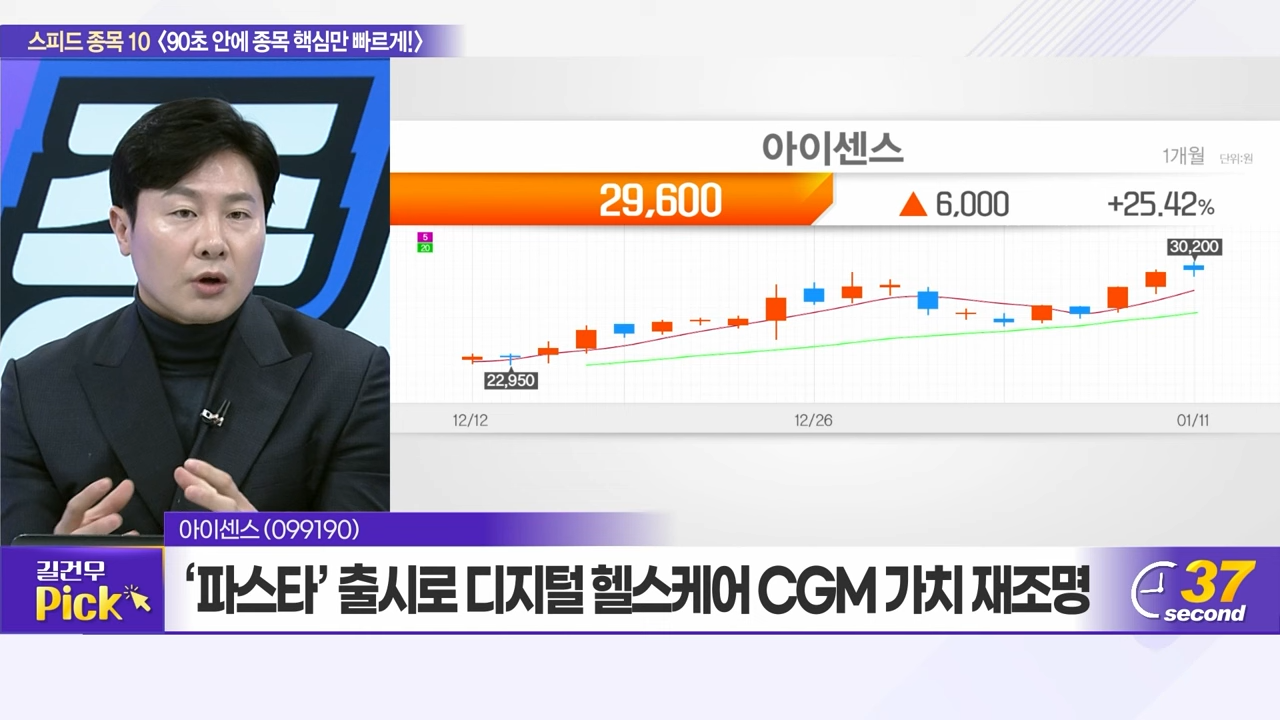 스피드 종목 10 〈90초 안에 종목 핵심만 빠르게!〉
아이센스
1개월 단위:원
29,600 ▲ 6,000 +25.42%
5
20
30,200
22,950
12/12 12/26 01/11
아이센스 (099190)
길건무
Pick
‘파스타’ 출시로 디지털 헬스케어 CGM 가치 재조명
37
second